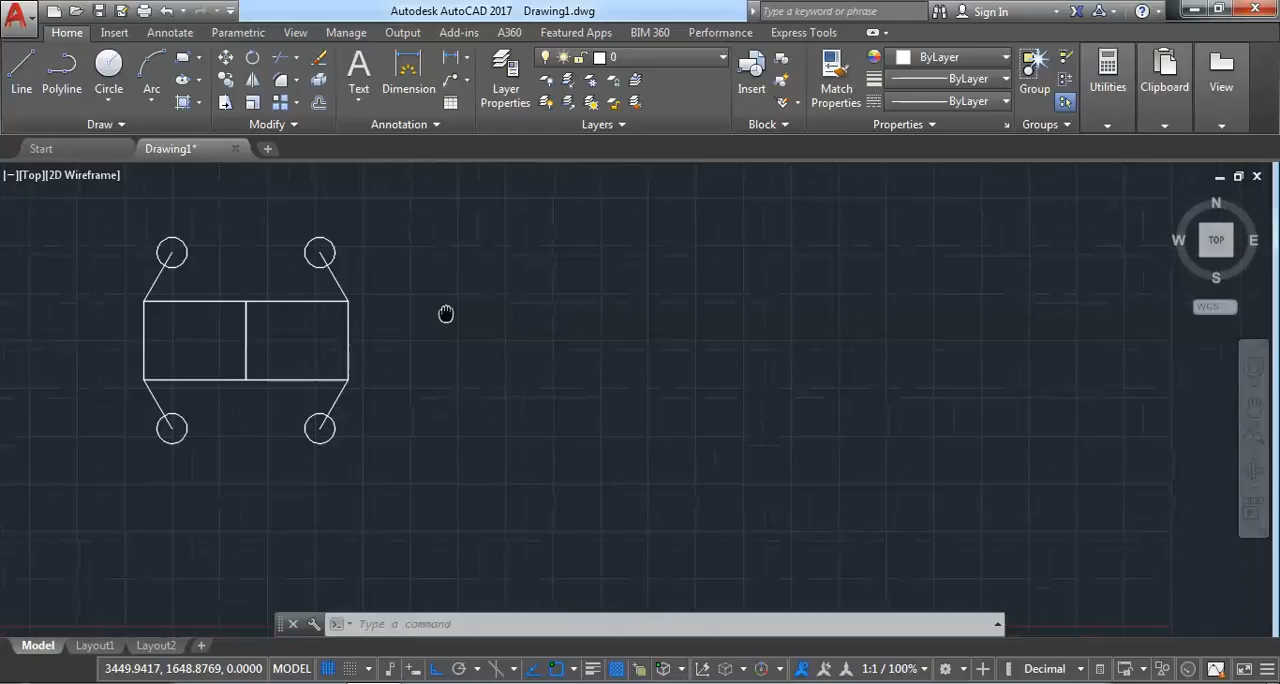 Autodesk AutoCAD 2017 Drawing1.dwg
Type a keyword or phrase
Sign In
Home Insert Annotate Parametric View Manage Output Add-ins A360 Featured Apps BIM 360 Performance Express Tools
Line Polyline Circle Arc
Text Dimension
Layer Properties
0
Insert
Match Properties
ByLayer
ByLayer
ByLayer
Group
Utilities Clipboard View
Draw Modify Annotation Layers Block Properties Groups
Start Drawing1*
[−][Top][2D Wireframe]
N
W TOP E
S
WCS
Type a command
Model Layout1 Layout2
3449.9417, 1648.8769, 0.0000 MODEL 1:1 / 100% Decimal